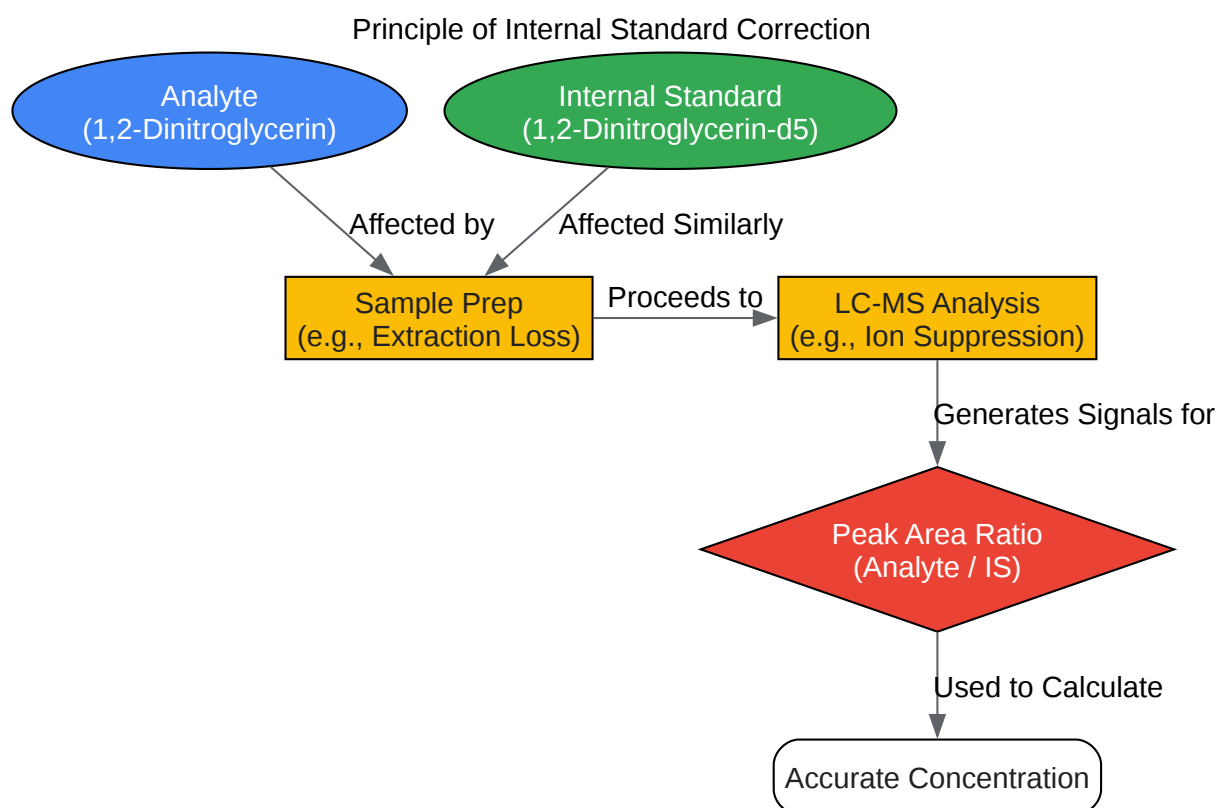 Principle of Internal Standard Correction
Analyte
(1,2-Dinitroglycerin)
Internal Standard
(1,2-Dinitroglycerin-d5)
Affected by
Affected Similarly
Sample Prep
(e.g., Extraction Loss)
Proceeds to
LC-MS Analysis
(e.g., Ion Suppression)
Generates Signals for
Peak Area Ratio
(Analyte / IS)
Used to Calculate
Accurate Concentration